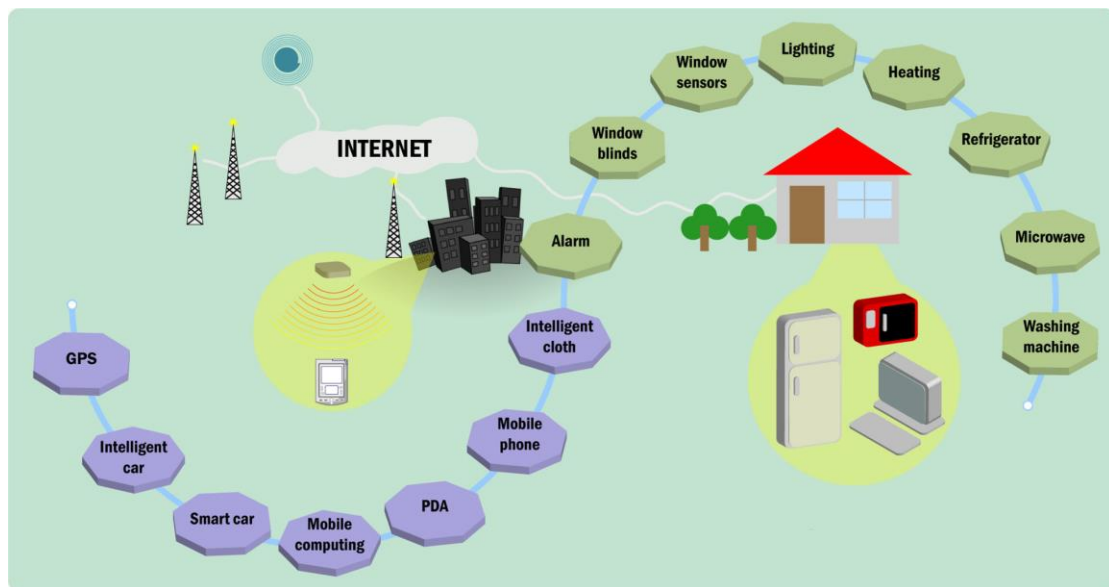 INTERNET
GPS
Intelligent
car
Smart car
Mobile
computing
PDA
Mobile
phone
Intelligent
cloth
Alarm
Window
blinds
Window
sensors
Lighting
Heating
Refrigerator
Microwave
Washing
machine